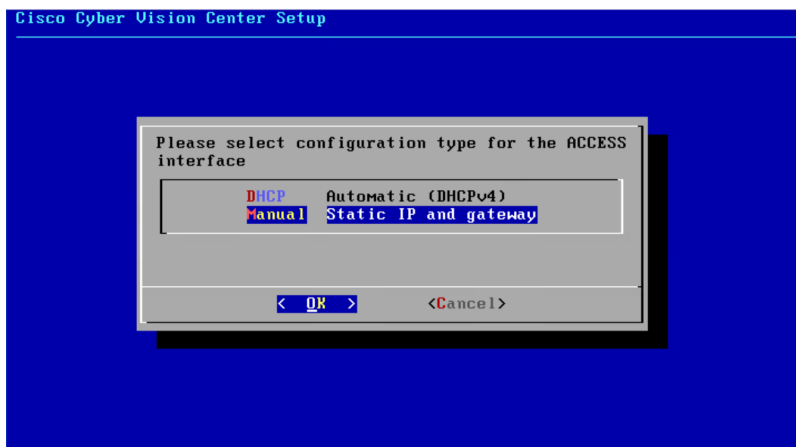 Cisco Cyber Vision Center Setup
Please select configuration type for the ACCESS
interface
DHCP Automatic (DHCPv4)
Manual Static IP and gateway
< OK > <Cancel>